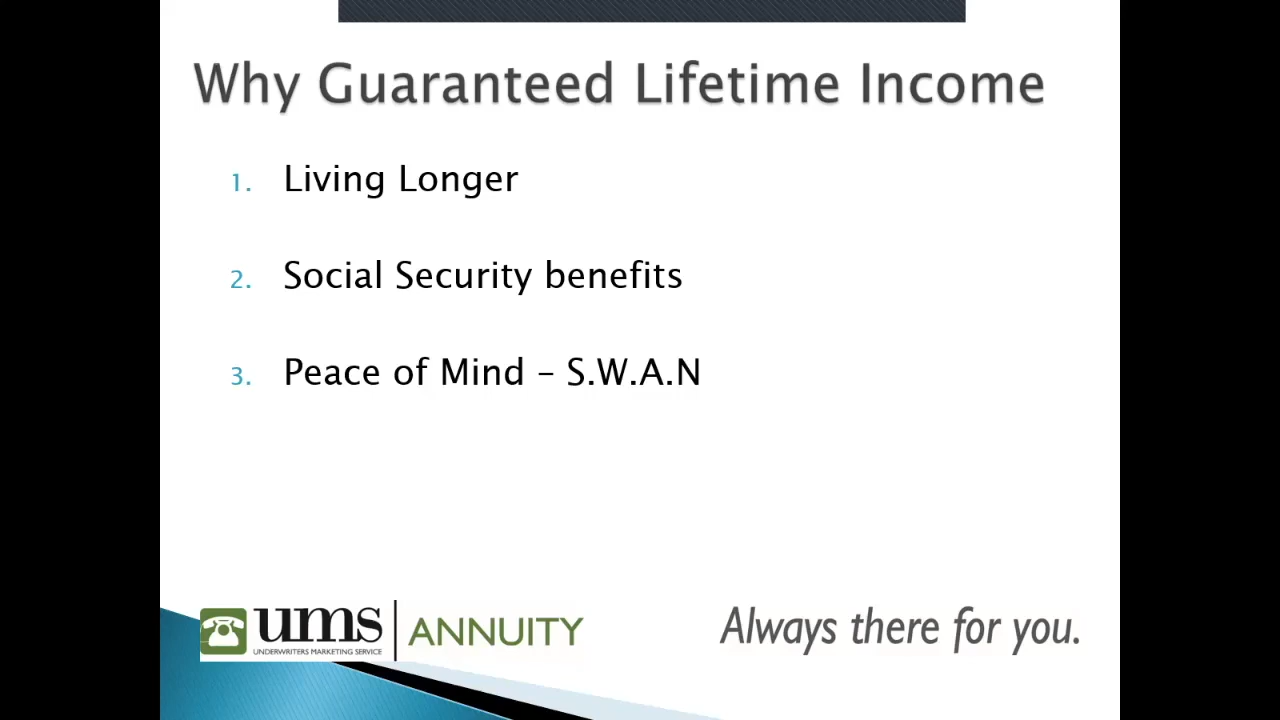 Why Guaranteed Lifetime Income
1. Living Longer
2. Social Security benefits
3. Peace of Mind – S.W.A.N
ums ANNUITY
UNDERWRITERS MARKETING SERVICE
Always there for you.